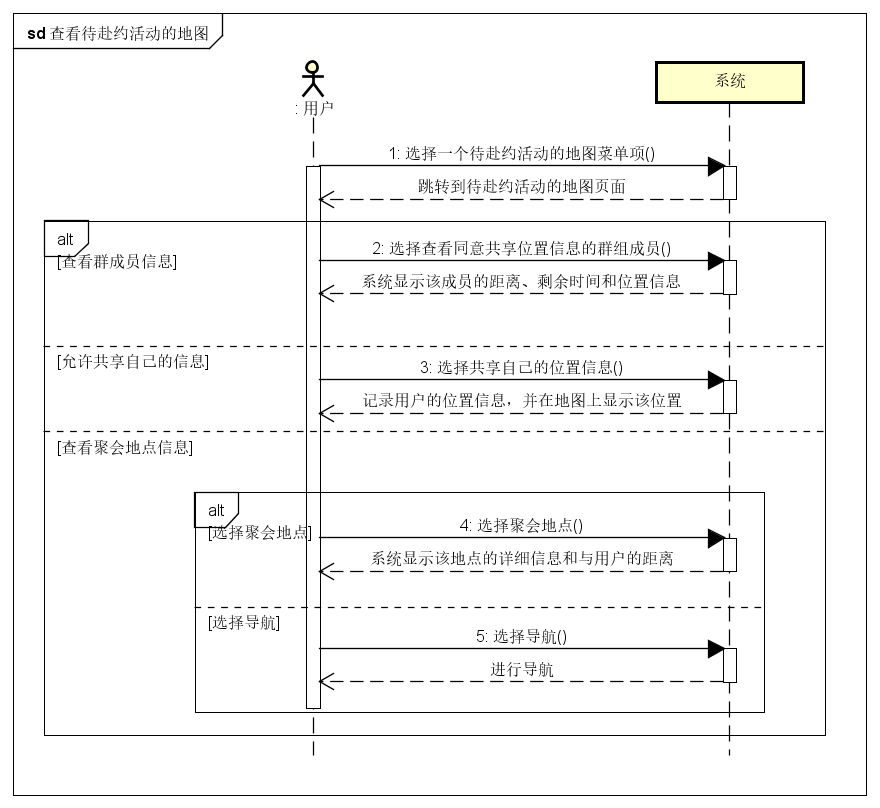 sd 查看待赴约活动的地图
系统
: 用户
1: 选择一个待赴约活动的地图菜单项()
跳转到待赴约活动的地图页面
alt
[查看群成员信息]
2: 选择查看同意共享位置信息的群组成员()
系统显示该成员的距离、剩余时间和位置信息
[允许共享自己的信息]
3: 选择共享自己的位置信息()
记录用户的位置信息，并在地图上显示该位置
[查看聚会地点信息]
alt
[选择聚会地点]
4: 选择聚会地点()
系统显示该地点的详细信息和与用户的距离
[选择导航]
5: 选择导航()
进行导航